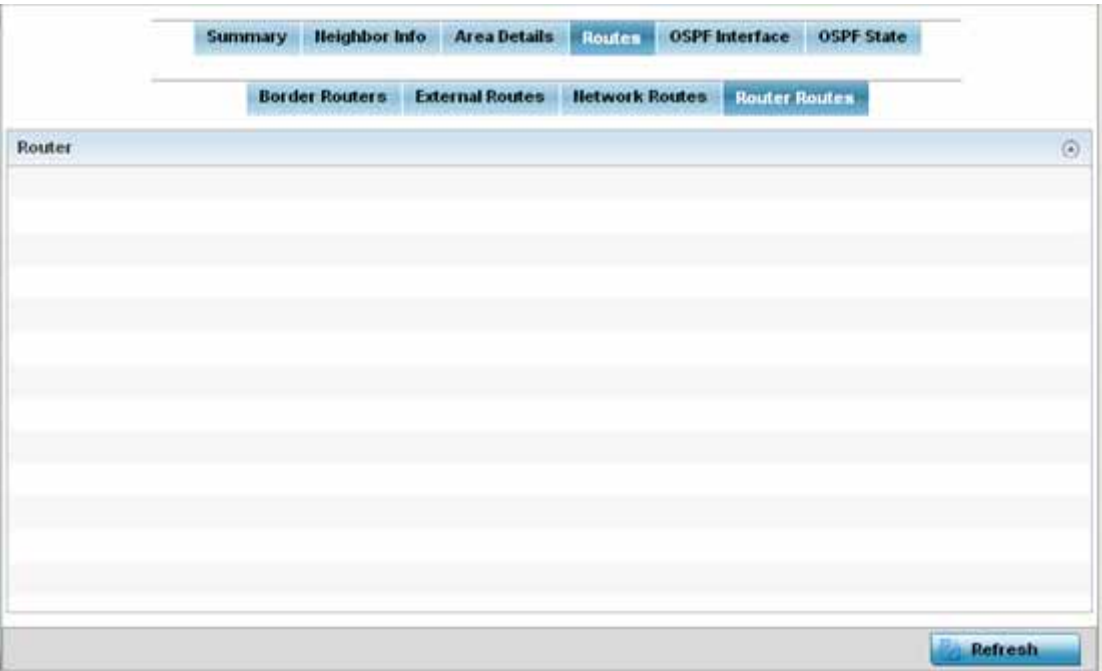 Summary Neighbor Info Area Details Routes OSPF Interface OSPF State
Border Routers External Routes Network Routes Router Routes
Router
Refresh